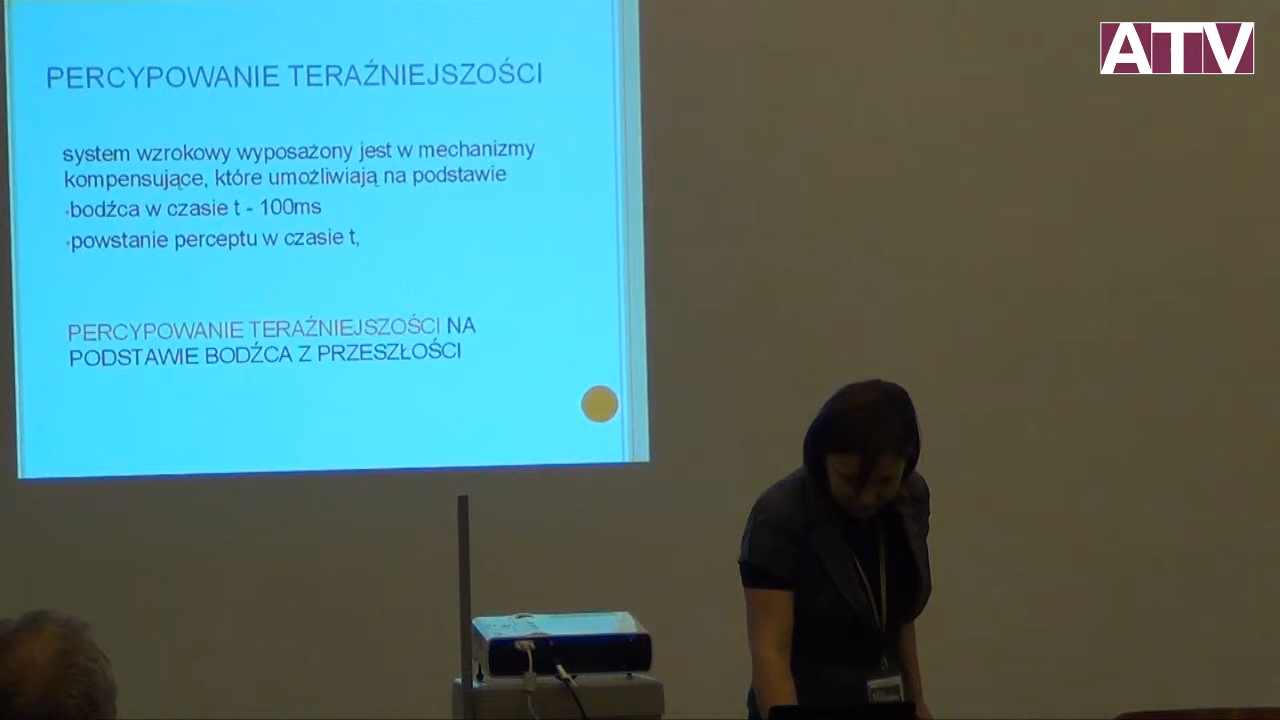 ATV
PERCYPOWANIE TERAŹNIEJSZOŚCI
system wzrokowy wyposażony jest w mechanizmy
kompensujące, które umożliwiają na podstawie
•bodźca w czasie t - 100ms
•powstanie perceptu w czasie t,
PERCYPOWANIE TERAŹNIEJSZOŚCI NA
PODSTAWIE BODŹCA Z PRZESZŁOŚCI